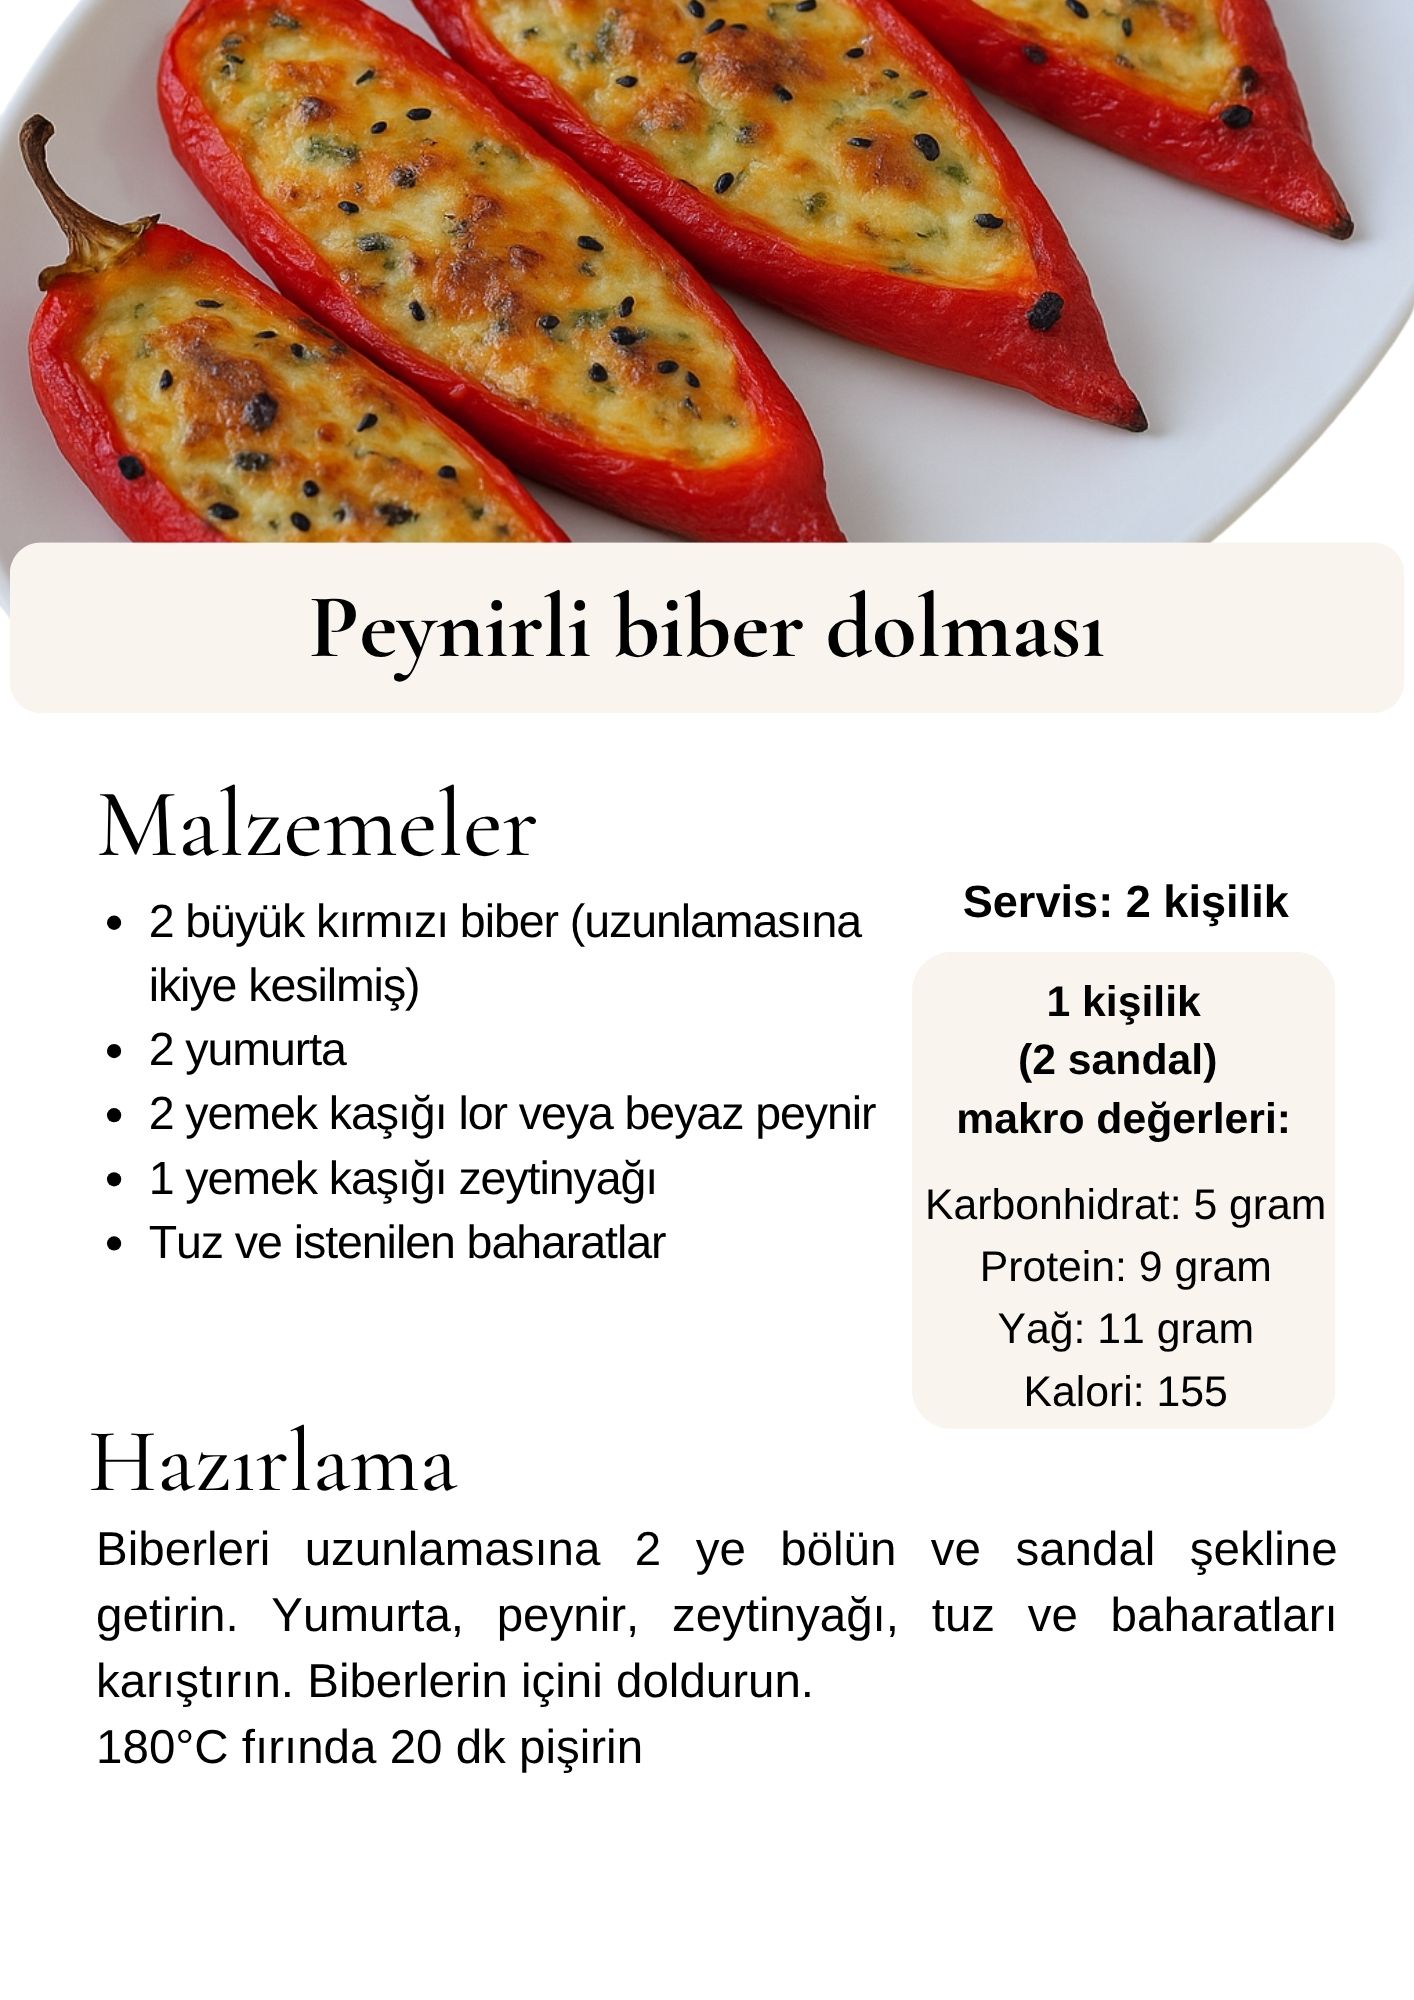 Peynirli biber dolması
Malzemeler
• 2 büyük kırmızı biber (uzunlamasına
ikiye kesilmiş)
• 2 yumurta
• 2 yemek kaşığı lor veya beyaz peynir
• 1 yemek kaşığı zeytinyağı
• Tuz ve istenilen baharatlar
Servis: 2 kişilik
1 kişilik
(2 sandal)
makro değerleri:
Karbonhidrat: 5 gram
Protein: 9 gram
Yağ: 11 gram
Kalori: 155
Hazırlama
Biberleri uzunlamasına 2 ye bölün ve sandal şekline
getirin. Yumurta, peynir, zeytinyağı, tuz ve baharatları
karıştırın. Biberlerin içini doldurun.
180°C fırında 20 dk pişirin